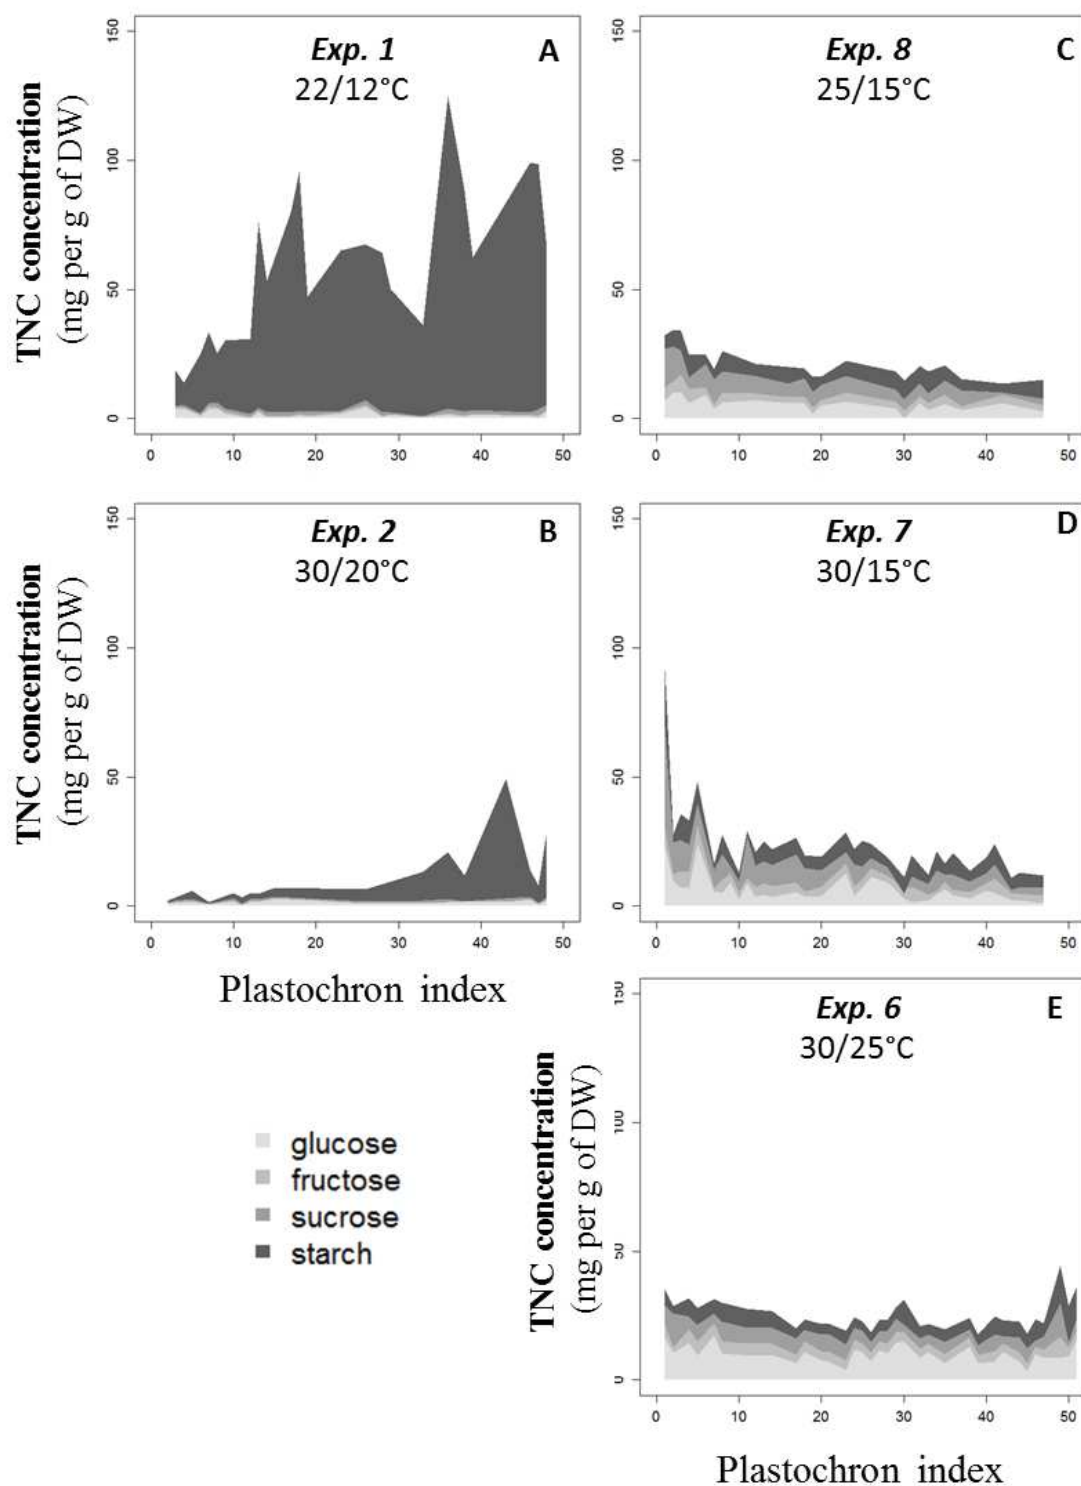 Exp. 1
A
22/12°C
TNC concentration
(mg per g of DW)
150
100
50
0
0 10 20 30 40 50
Exp. 8
C
25/15°C
150
100
50
0
0 10 20 30 40 50
Exp. 2
B
30/20°C
TNC concentration
(mg per g of DW)
150
100
50
0
0 10 20 30 40 50
Plastochron index
Exp. 7
D
30/15°C
150
100
50
0
0 10 20 30 40 50
Exp. 6
E
30/25°C
TNC concentration
(mg per g of DW)
150
100
50
0
0 10 20 30 40 50
Plastochron index
glucose
fructose
sucrose
starch